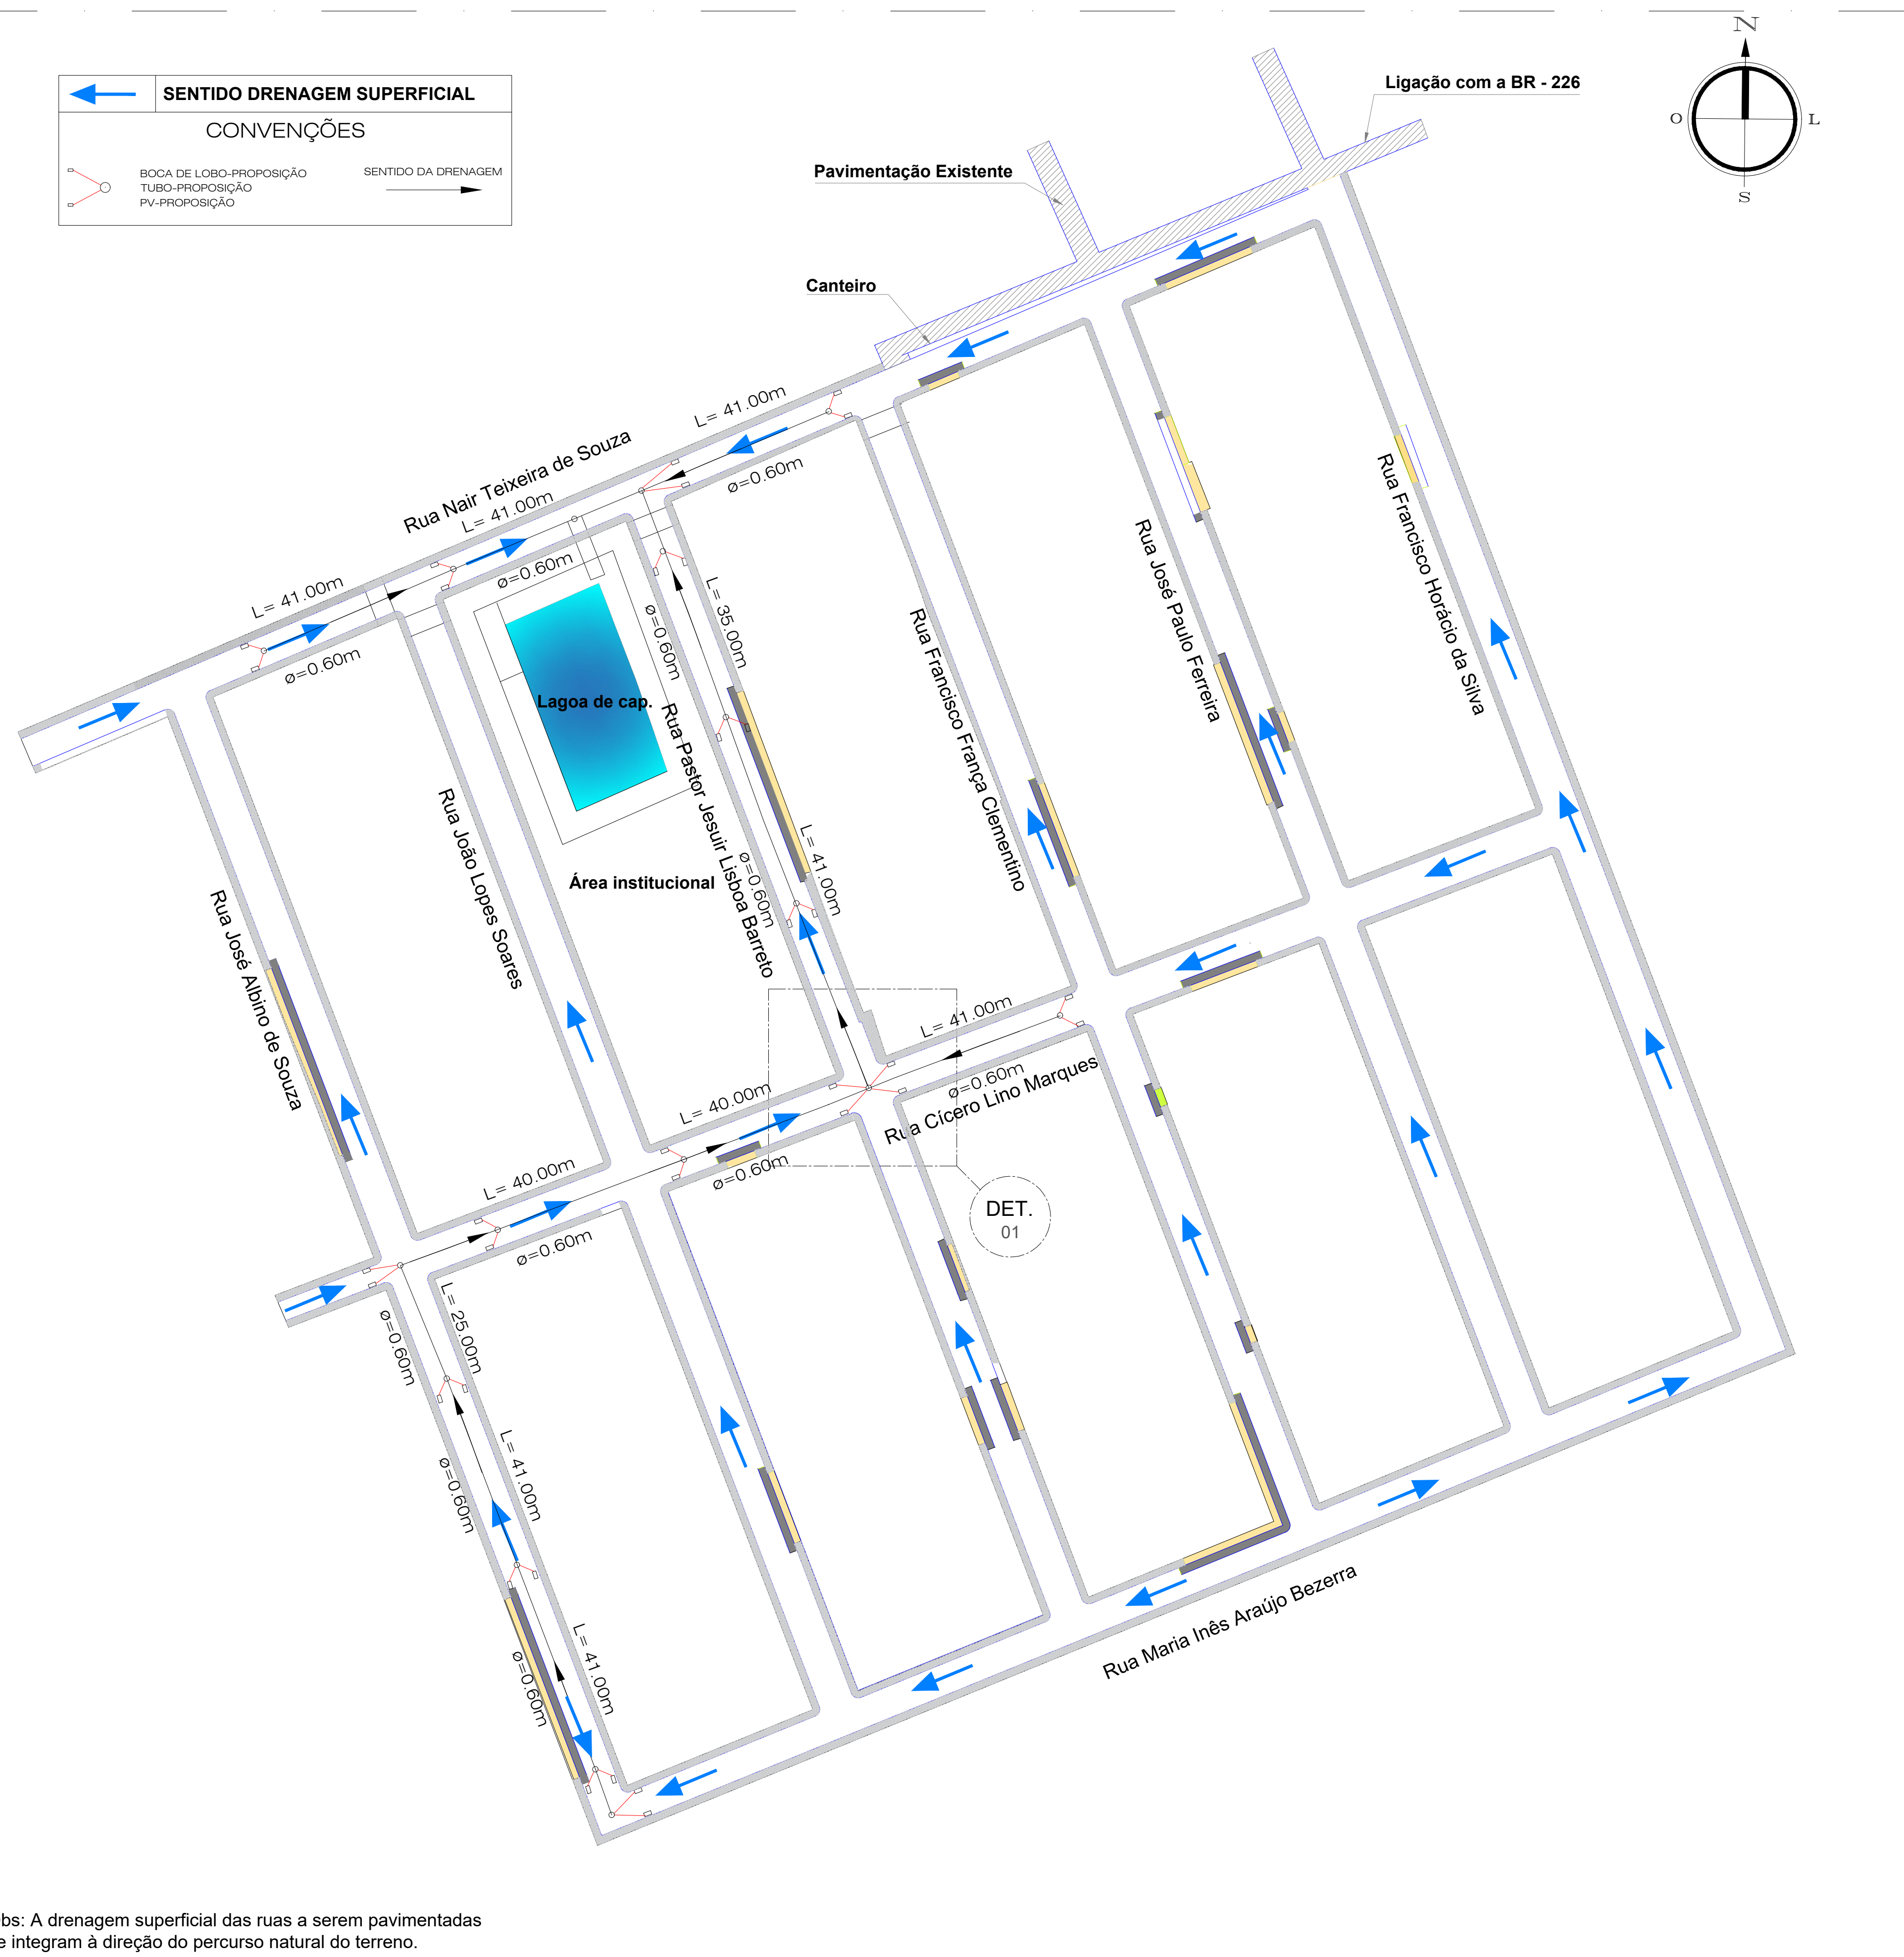 N
O
L
S
SENTIDO DRENAGEM SUPERFICIAL
CONVENÇÕES
BOCA DE LOBO-PROPOSIÇÃO
TUBO-PROPOSIÇÃO
PV-PROPOSIÇÃO
SENTIDO DA DRENAGEM
Ligação com a BR - 226
Pavimentação Existente
Canteiro
L= 41.00m
Rua Nair Teixeira de Souza
ø=0.60m
L= 41.00m
ø=0.60m
L= 41.00m
ø=0.60m
L= 35.00m
ø=0.60m
Lagoa de cap.
Área institucional
Rua José Albino de Souza
Rua João Lopes Soares
Rua Pastor Jesuir Lisboa Barreto
Rua Francisco França Clementino
Rua José Paulo Ferreira
Rua Francisco Horácio da Silva
L= 41.00m
ø=0.60m
L= 41.00m
ø=0.60m
Rua Cícero Lino Marques
L= 40.00m
ø=0.60m
L= 40.00m
ø=0.60m
DET.
01
L= 25.00m
ø=0.60m
L= 41.00m
ø=0.60m
L= 41.00m
ø=0.60m
Rua Maria Inês Araújo Bezerra
bs: A drenagem superficial das ruas a serem pavimentadas
e integram à direção do percurso natural do terreno.